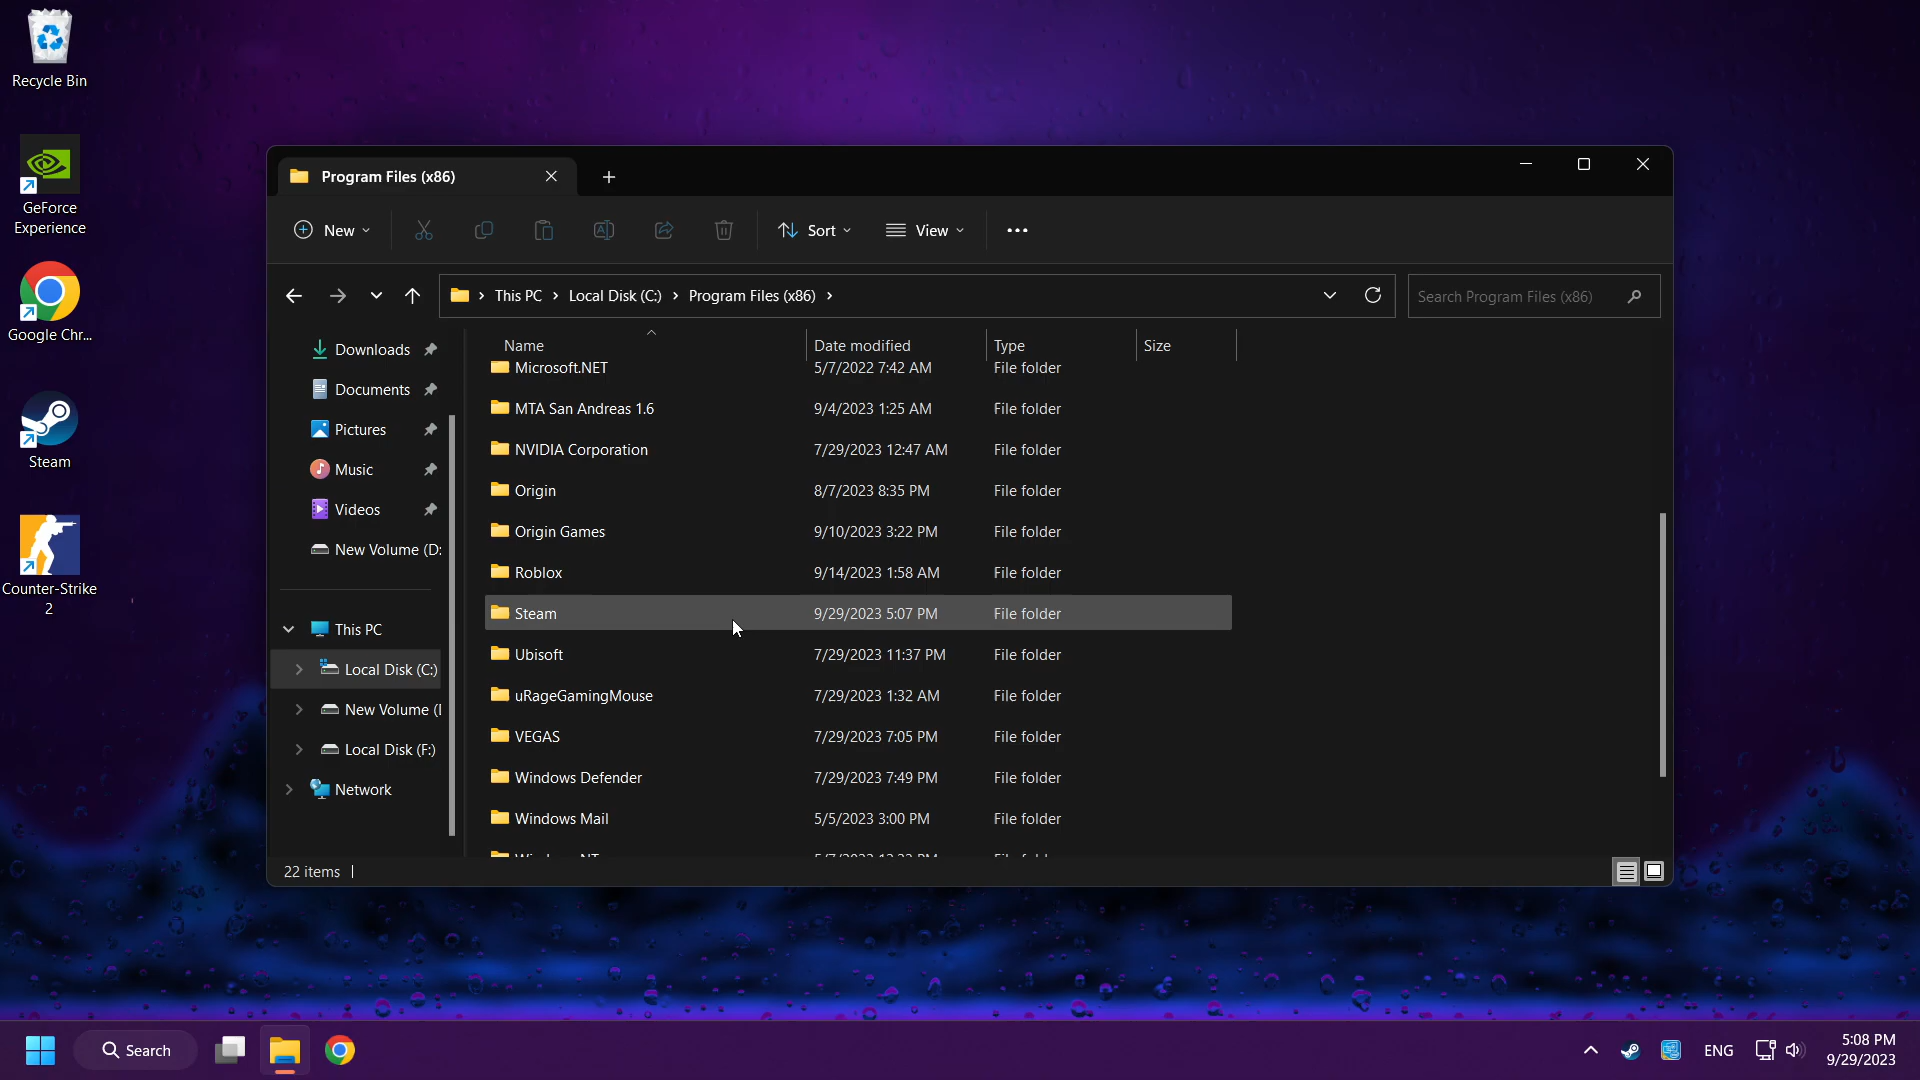 Recycle Bin
GeForce
Experience
Google Chr...
Steam
Counter-Strike
2
Program Files (x86)
New
Sort
View
This PC
Local Disk (C:)
Program Files (x86)
Search Program Files (x86)
Downloads
Documents
Pictures
Music
Videos
New Volume (D:
This PC
Local Disk (C:)
New Volume (
Local Disk (F:)
Network
Name Date modified Type Size
Microsoft.NET 5/7/2022 7:42 AM File folder
MTA San Andreas 1.6 9/4/2023 1:25 AM File folder
NVIDIA Corporation 7/29/2023 12:47 AM File folder
Origin 8/7/2023 8:35 PM File folder
Origin Games 9/10/2023 3:22 PM File folder
Roblox 9/14/2023 1:58 AM File folder
Steam 9/29/2023 5:07 PM File folder
Ubisoft 7/29/2023 11:37 PM File folder
uRageGamingMouse 7/29/2023 1:32 AM File folder
VEGAS 7/29/2023 7:05 PM File folder
Windows Defender 7/29/2023 7:49 PM File folder
Windows Mail 5/5/2023 3:00 PM File folder
22 items
Search
ENG
5:08 PM
9/29/2023